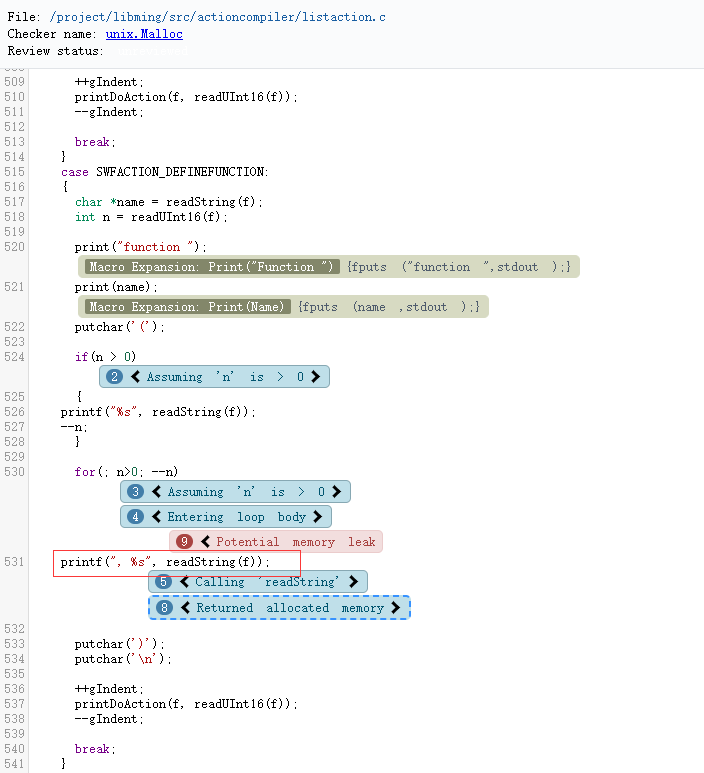 File: /project/libming/src/actioncompiler/listaction.c
Checker name: unix.Malloc
Review status:
509 ++gIndent;
510 printDoAction(f, readUInt16(f));
511 --gIndent;
512
513 break;
514 }
515 case SWFACTION_DEFINEFUNCTION:
516 {
517 char *name = readString(f);
518 int n = readUInt16(f);
519
520 print("function ");
Macro Expansion: Print("Function ") {fputs ("function ",stdout );}
521 print(name);
Macro Expansion: Print(Name) {fputs (name ,stdout );}
522 putchar('(');
523
524 if(n > 0)
2 Assuming 'n' is > 0
525 {
526 printf("%s", readString(f));
527 --n;
528 }
529
530 for(; n>0; --n)
3 Assuming 'n' is > 0
4 Entering loop body
9 Potential memory leak
531 printf(", %s", readString(f));
5 Calling 'readString'
8 Returned allocated memory
532
533 putchar(')');
534 putchar('\n');
535
536 ++gIndent;
537 printDoAction(f, readUInt16(f));
538 --gIndent;
539
540 break;
541 }